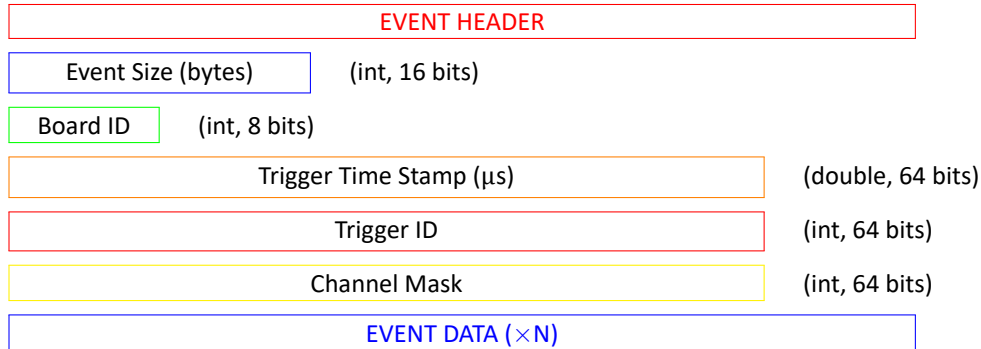 EVENT HEADER
Event Size (bytes) (int, 16 bits)
Board ID (int, 8 bits)
Trigger Time Stamp (μs) (double, 64 bits)
Trigger ID (int, 64 bits)
Channel Mask (int, 64 bits)
EVENT DATA (×N)